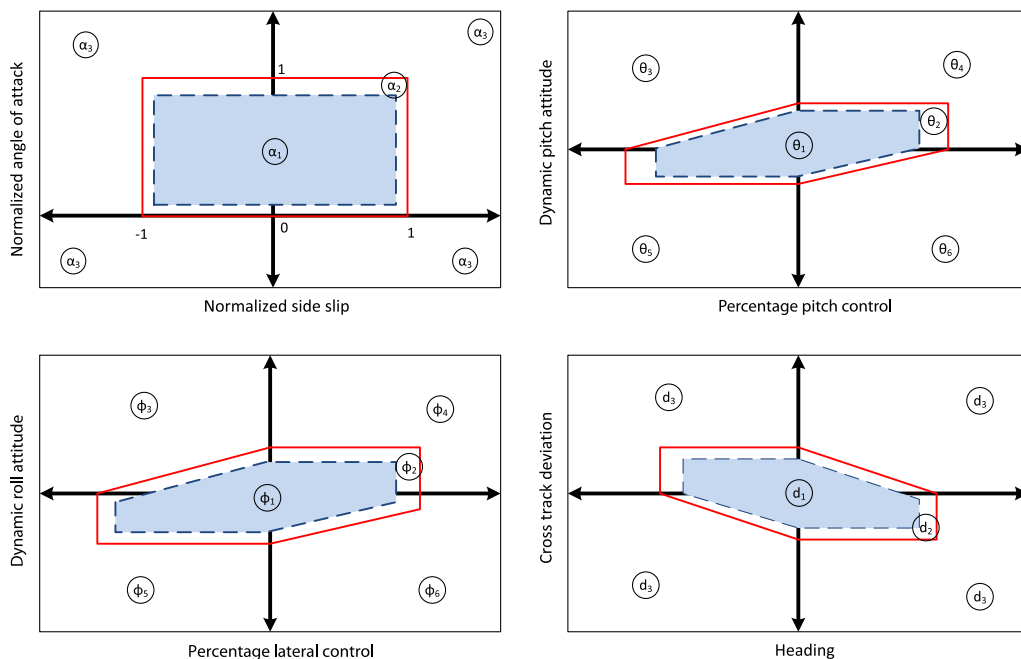 Normalized angle of attack
α₃
α₃
1
α₂
α₁
-1
0
1
α₃
α₃
Normalized side slip
Dynamic pitch attitude
θ₃
θ₄
θ₂
θ₁
θ₅
θ₆
Percentage pitch control
Dynamic roll attitude
ϕ₃
ϕ₄
ϕ₂
ϕ₁
ϕ₅
ϕ₆
Percentage lateral control
Cross track deviation
d₃
d₃
d₁
d₂
d₃
d₃
Heading